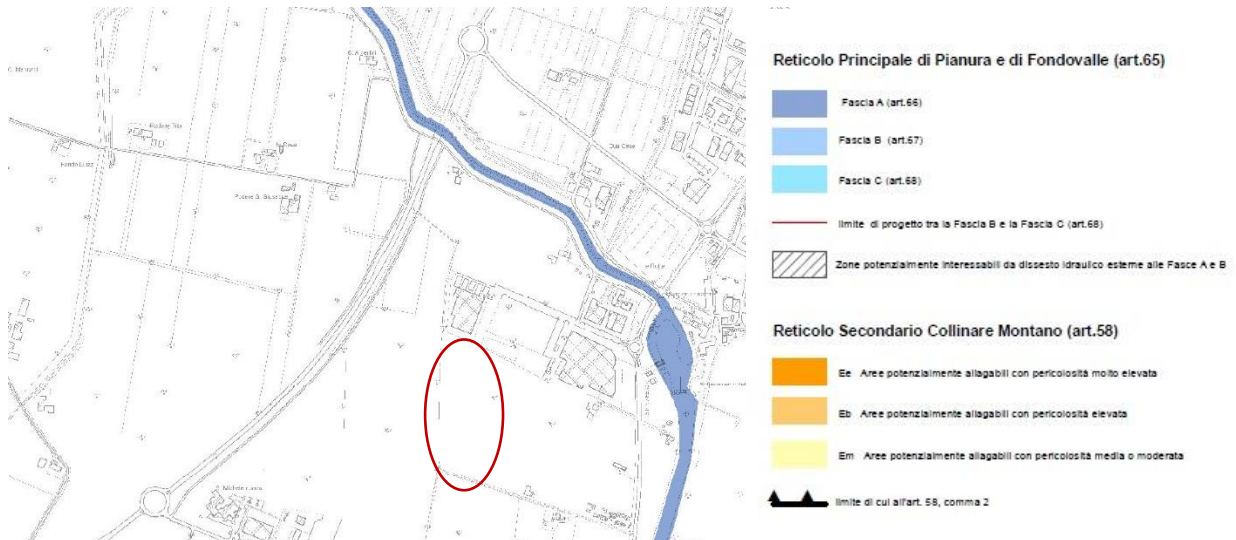 Due Case
Reticolo Principale di Pianura e di Fondovalle (art.65)
Fascia A (art.66)
Fascia B (art.67)
Fascia C (art.68)
limite di progetto tra la Fascia B e la Fascia C (art.68)
Zone potenzialmente interessabili da dissesto idraulico esterne alle Fasce A e B
Reticolo Secondario Collinare Montano (art.58)
Ee Aree potenzialmente allagabili con pericolosità molto elevata
Eb Aree potenzialmente allagabili con pericolosità elevata
Em Aree potenzialmente allagabili con pericolosità media o moderata
limite di cui all'art. 58, comma 2